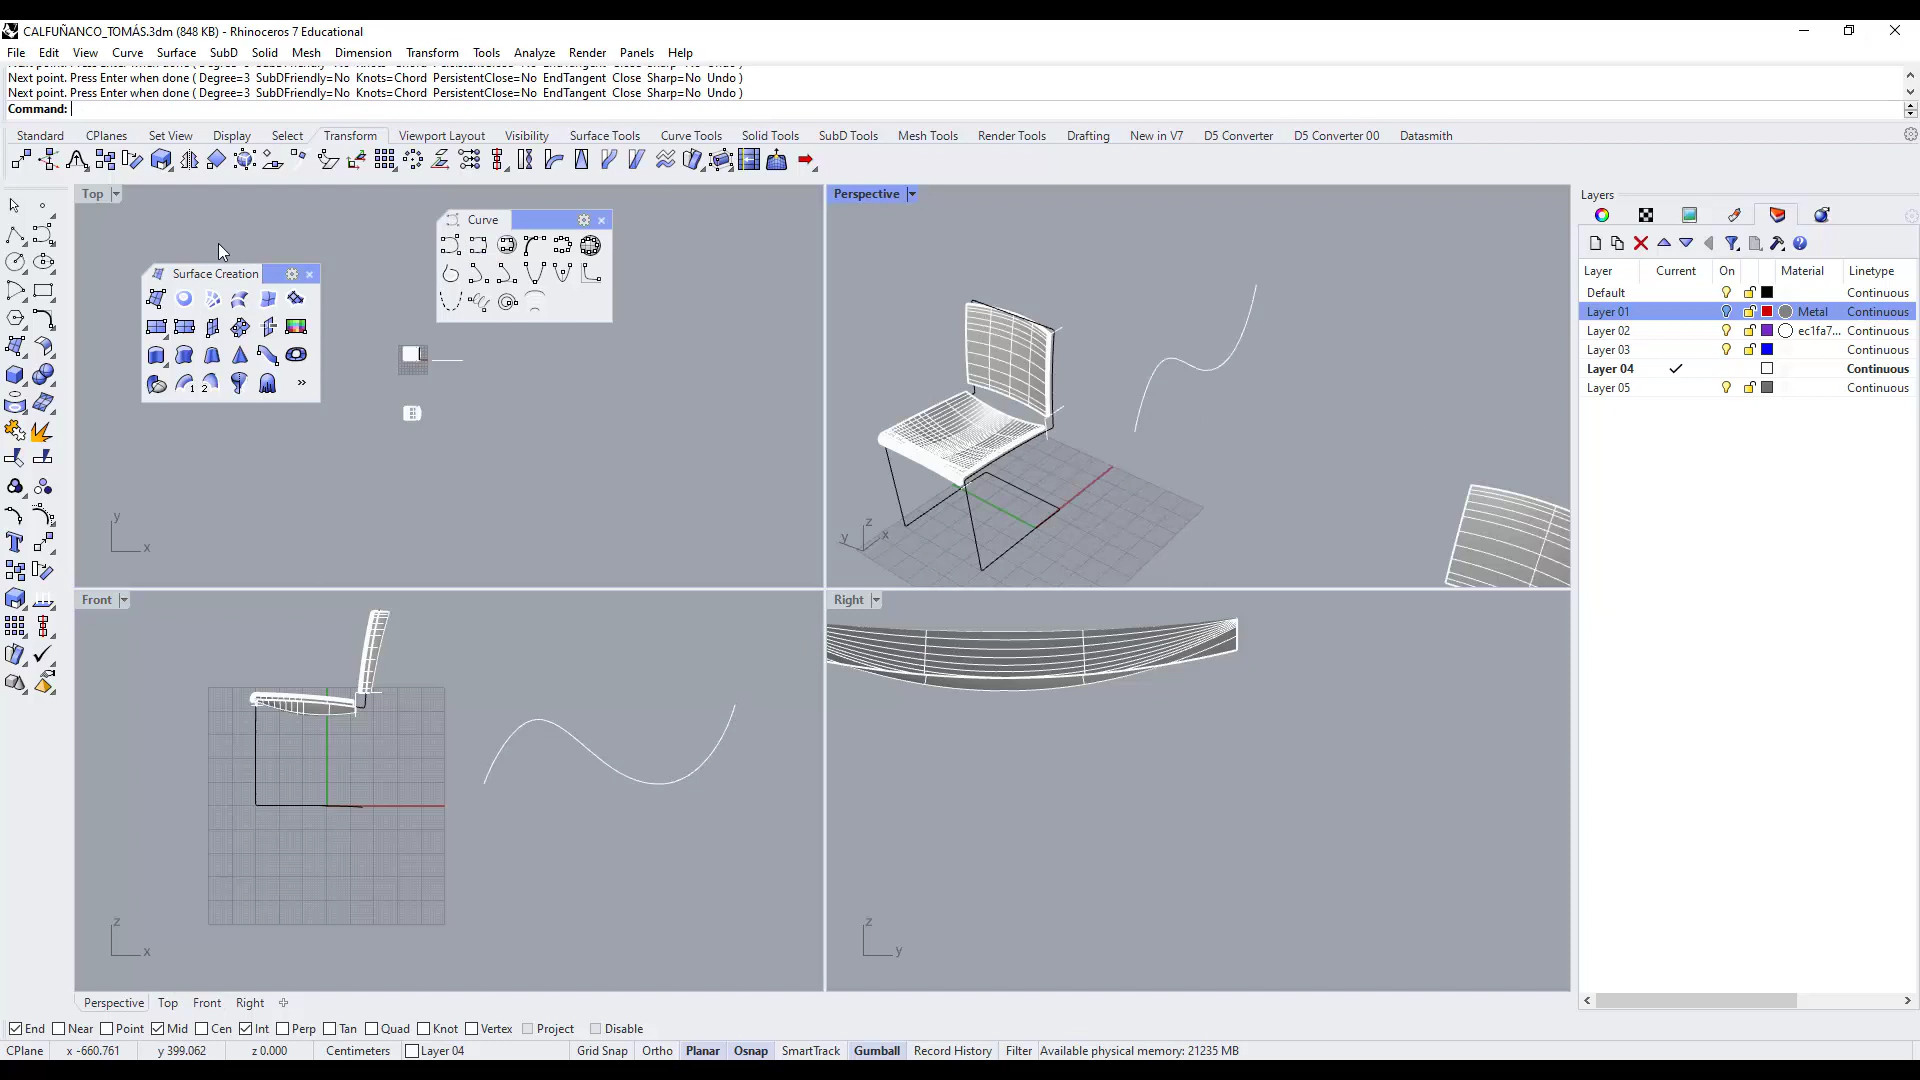 CALFUÑANCO_TOMÁS.3dm (848 KB) - Rhinoceros 7 Educational
File Edit View Curve Surface SubD Solid Mesh Dimension Transform Tools Analyze Render Panels Help
Next point. Press Enter when done ( Degree=3 SubDFriendly=No Knots=Chord PersistentClose=No EndTangent Close Sharp=No Undo )
Next point. Press Enter when done ( Degree=3 SubDFriendly=No Knots=Chord PersistentClose=No EndTangent Close Sharp=No Undo )
Command:
Standard CPlanes Set View Display Select Transform Viewport Layout Visibility Surface Tools Curve Tools Solid Tools SubD Tools Mesh Tools Render Tools Drafting New in V7 D5 Converter D5 Converter 00 Datasmith
Top
Curve
Surface Creation
1 2 »
y
x
Perspective
z
y x
Front
z
x
Right
z
y
Layers
Layer Current On Material Linetype
Default Continuous
Layer 01 Metal Continuous
Layer 02 ec1fa7... Continuous
Layer 03 Continuous
Layer 04 Continuous
Layer 05 Continuous
Perspective Top Front Right
End Near Point Mid Cen Int Perp Tan Quad Knot Vertex Project Disable
CPlane x -660.761 y 399.062 z 0.000 Centimeters Layer 04 Grid Snap Ortho Planar Osnap SmartTrack Gumball Record History Filter Available physical memory: 21235 MB